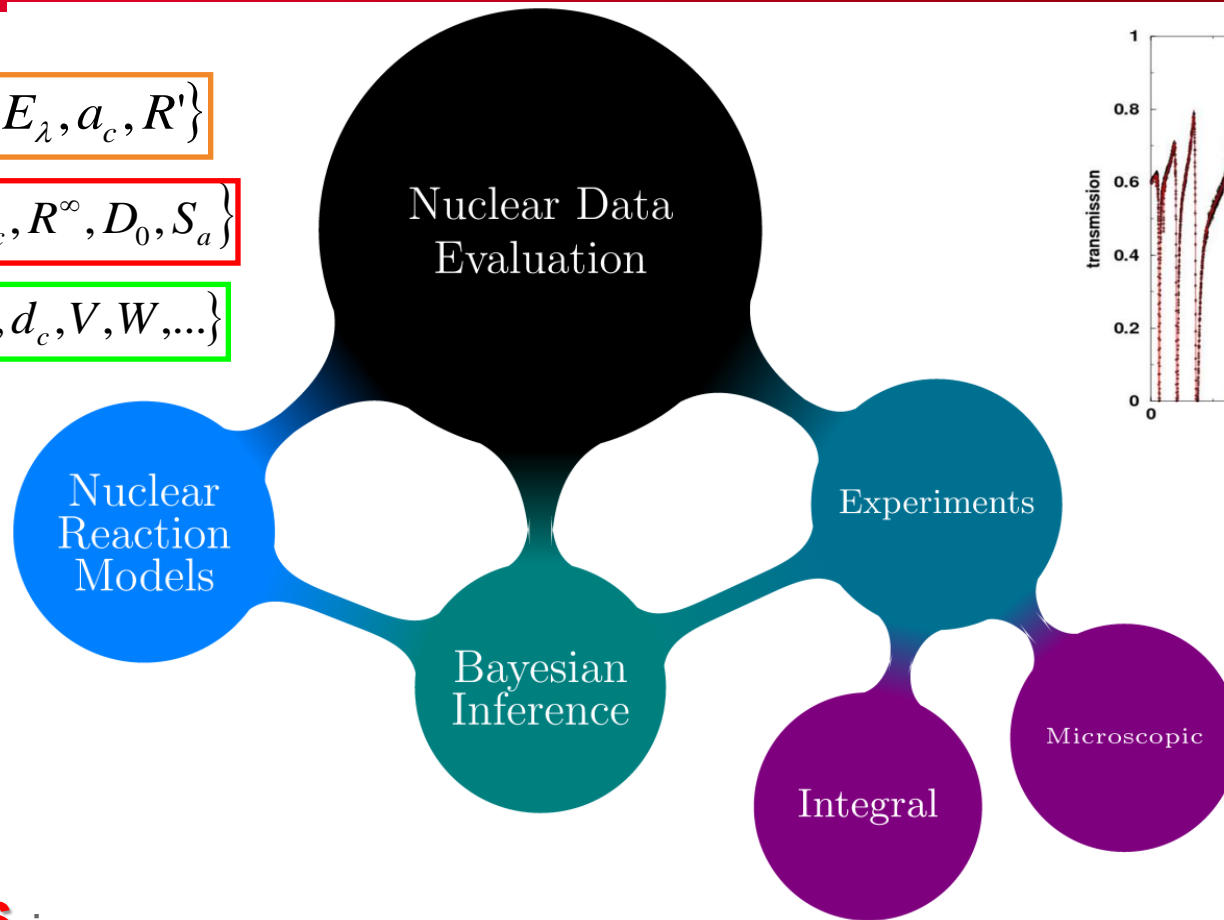 E_λ, a_c, R'}
_c, R^∞, D_0, S_a}
, d_c, V, W, ...}
Nuclear Data
Evaluation
1
0.8
0.6
0.4
0.2
0
0
transmission
Nuclear
Reaction
Models
Experiments
Bayesian
Inference
Microscopic
Integral